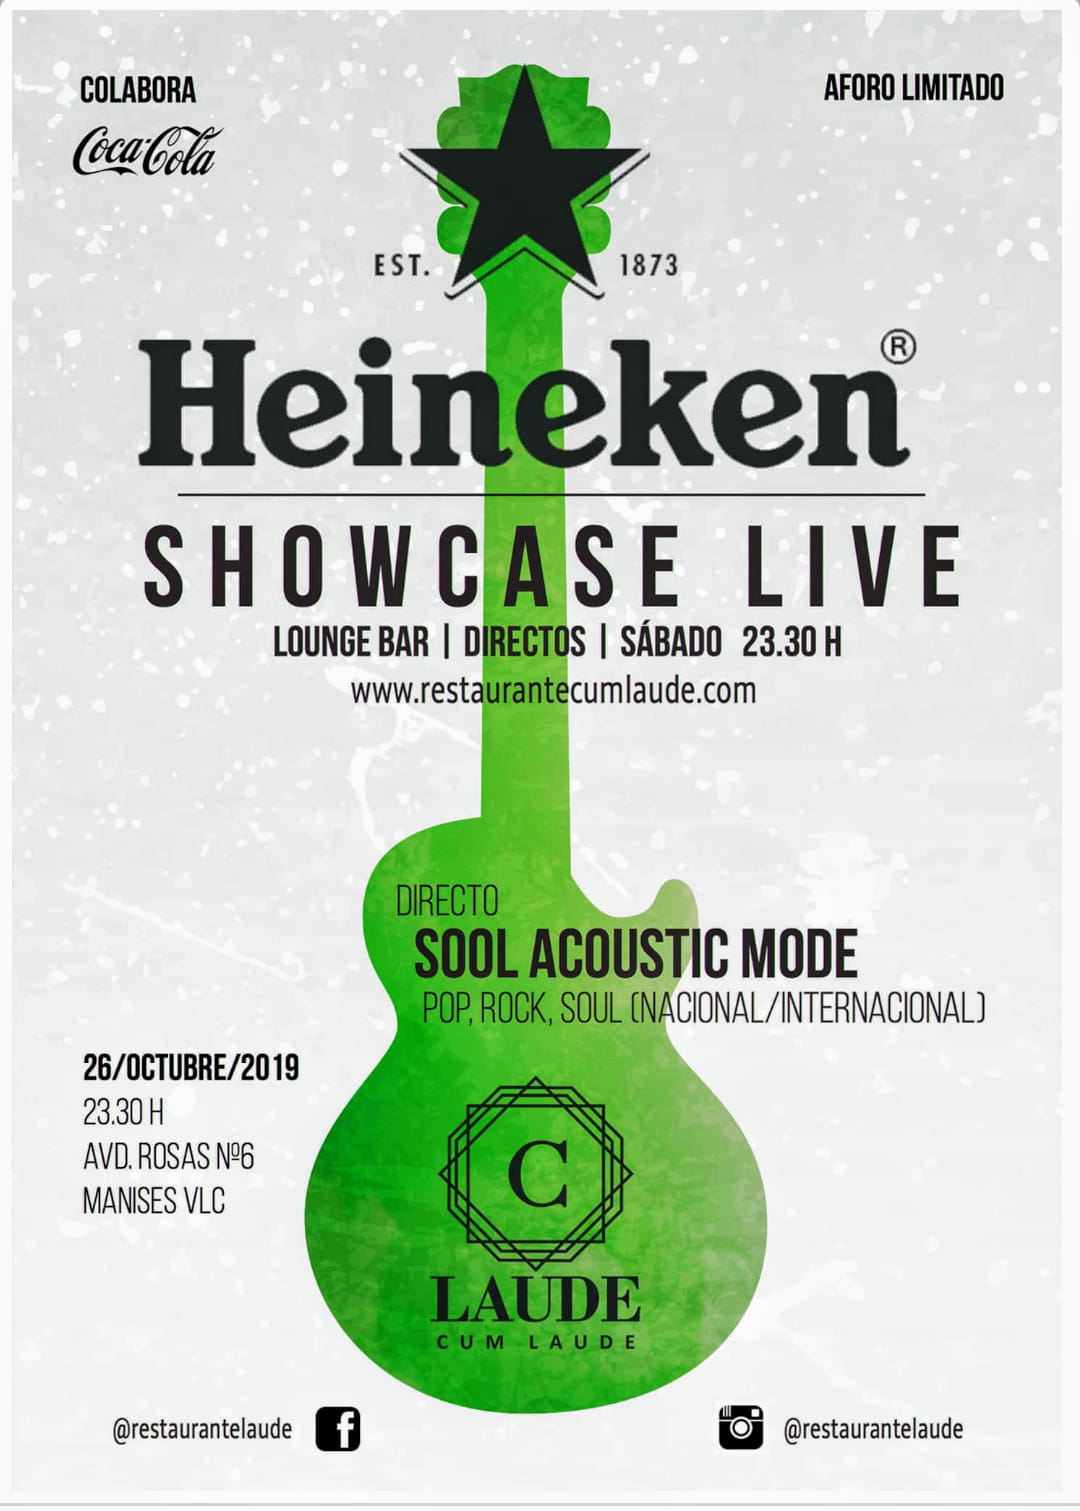 COLABORA
AFORO LIMITADO
Coca-Cola
EST. 1873
Heineken®
SHOWCASE LIVE
LOUNGE BAR | DIRECTOS | SÁBADO 23.30 H
www.restaurantecumlaude.com
DIRECTO
SOOL ACOUSTIC MODE
POP, ROCK, SOUL (NACIONAL/INTERNACIONAL)
26/OCTUBRE/2019
23.30 H
AVD. ROSAS Nº6
MANISES VLC
C
LAUDE
CUM LAUDE
@restaurantelaude f
@restaurantelaude